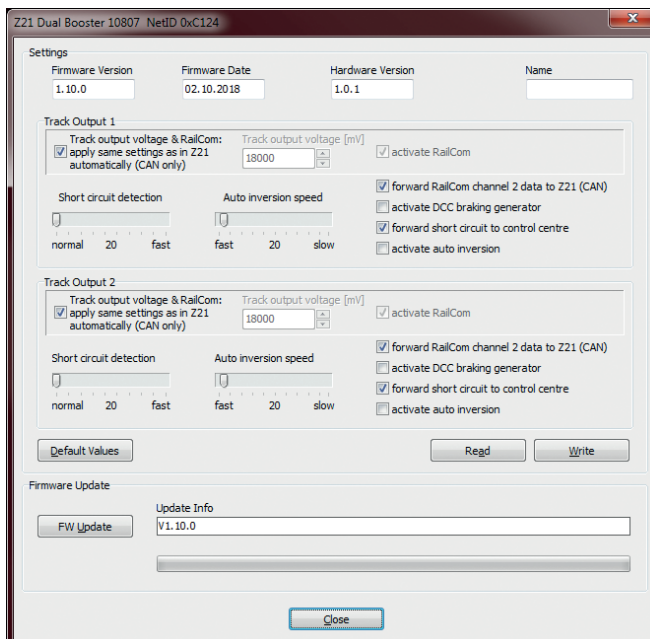 Z21 Dual Booster 10807 NetID 0xC124
Settings
Firmware Version Firmware Date Hardware Version Name
1.10.0 02.10.2018 1.0.1
Track Output 1
Track output voltage & RailCom:
apply same settings as in Z21
automatically (CAN only)
Track output voltage [mV]
18000
activate RailCom
Short circuit detection
normal 20 fast
Auto inversion speed
fast 20 slow
forward RailCom channel 2 data to Z21 (CAN)
activate DCC braking generator
forward short circuit to control centre
activate auto inversion
Track Output 2
Track output voltage & RailCom:
apply same settings as in Z21
automatically (CAN only)
Track output voltage [mV]
18000
activate RailCom
Short circuit detection
normal 20 fast
Auto inversion speed
fast 20 slow
forward RailCom channel 2 data to Z21 (CAN)
activate DCC braking generator
forward short circuit to control centre
activate auto inversion
Default Values Read Write
Firmware Update
Update Info
FW Update V1.10.0
Close